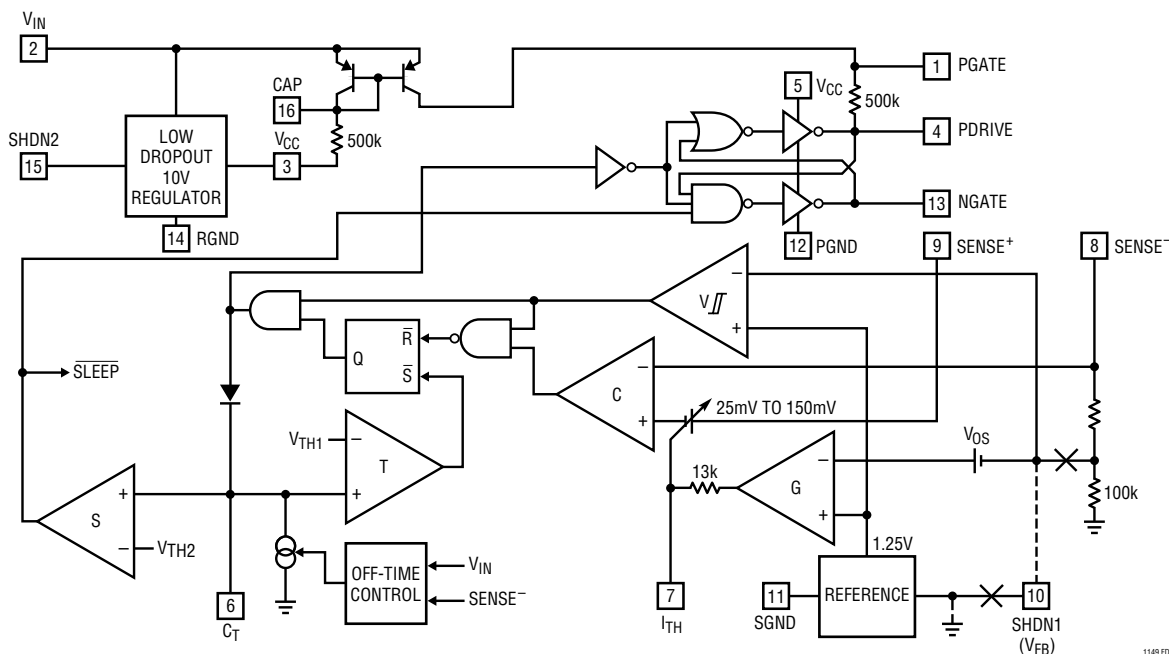 V_IN
2
1
PGATE
CAP
16
5
V_CC
500k
4
PDRIVE
SHDN2
15
LOW
DROPOUT
10V
REGULATOR
V_CC
3
500k
14
RGND
13
NGATE
12
PGND
9
SENSE+
8
SENSE−
V
SLEEP
Q
R
S
C
25mV TO 150mV
V_TH1
T
V_OS
13k
G
100k
S
V_TH2
1.25V
OFF-TIME
CONTROL
V_IN
SENSE−
6
C_T
7
I_TH
11
SGND
REFERENCE
10
SHDN1
(V_FB)
1149 FD